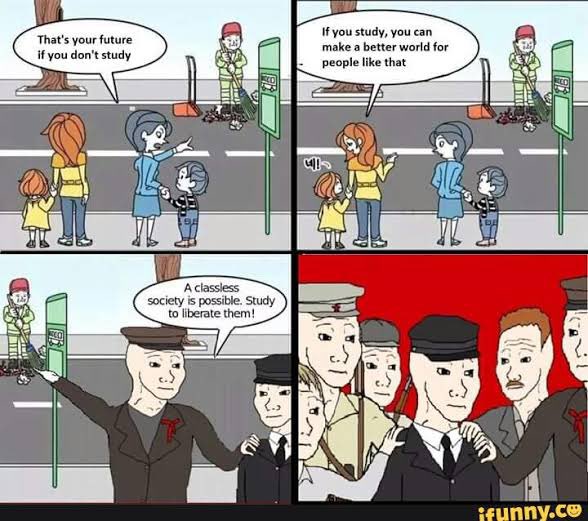 That's your future
if you don't study
If you study, you can
make a better world for
people like that
네!
A classless
society is possible. Study
to liberate them!
ifunny.co